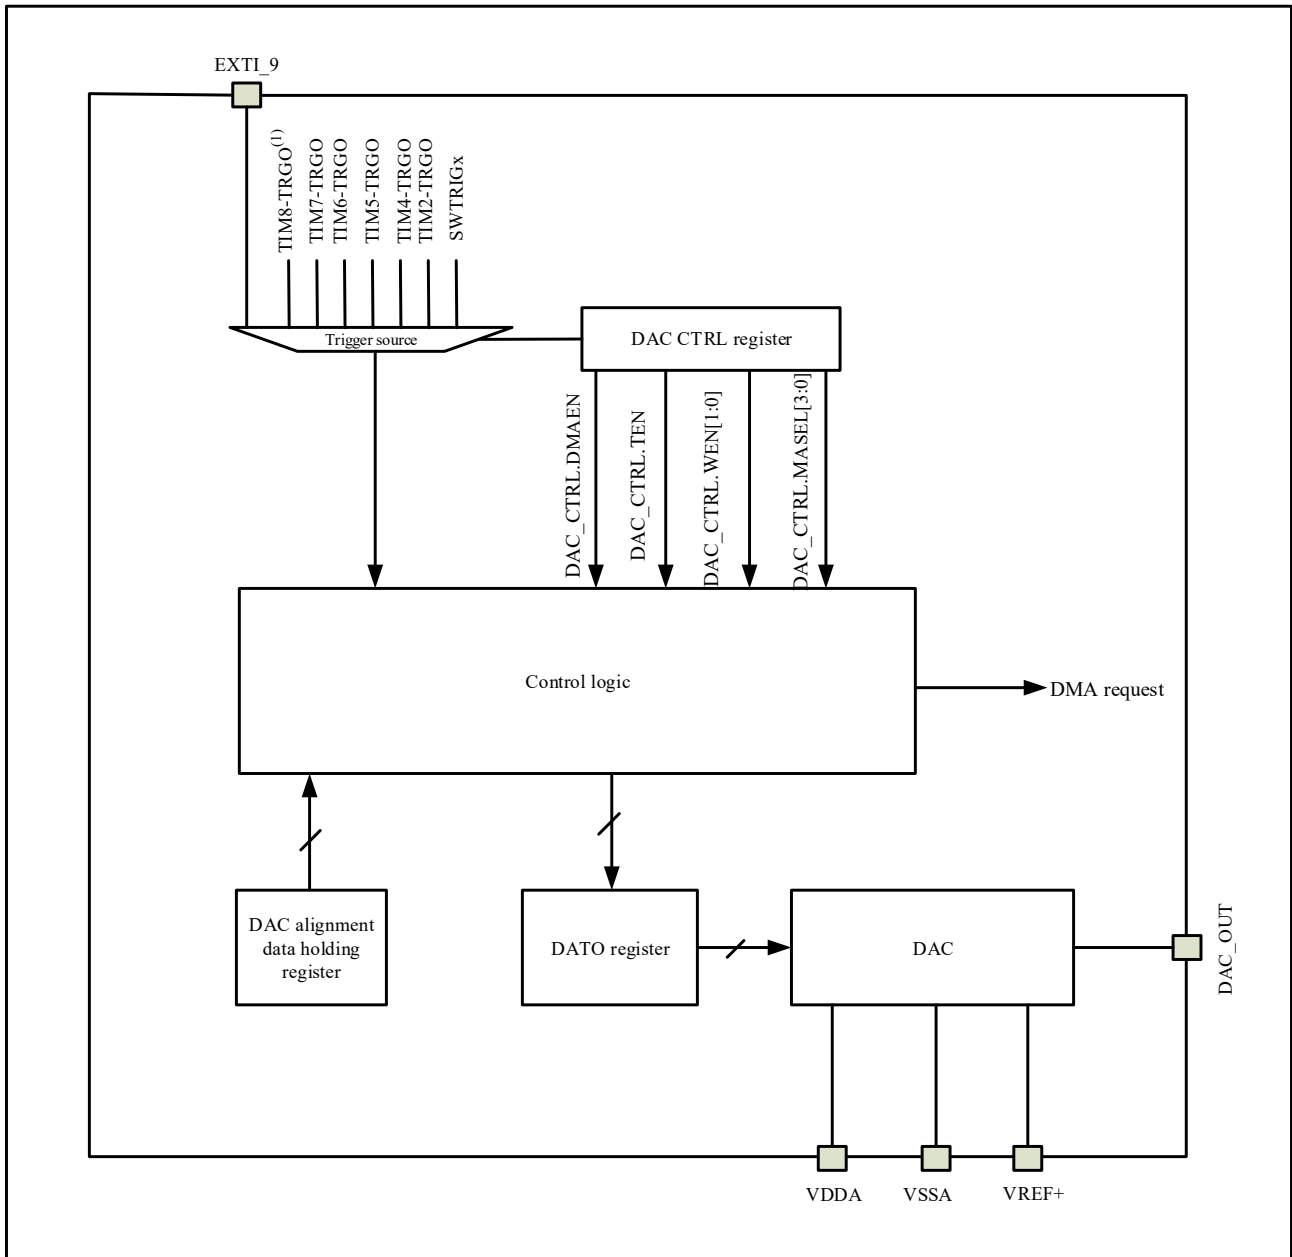 EXTI_9
TIM8-TRGO(1)
TIM7-TRGO
TIM6-TRGO
TIM5-TRGO
TIM4-TRGO
TIM2-TRGO
SWTRIGx
Trigger source
DAC CTRL register
DAC_CTRL.DMAEN
DAC_CTRL.TEN
DAC_CTRL.WEN[1:0]
DAC_CTRL.MASEL[3:0]
Control logic
DMA request
DAC alignment
data holding
register
DATO register
DAC
DAC_OUT
VDDA
VSSA
VREF+